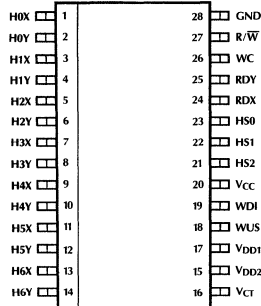 H0X 1 28 GND
H0Y 2 27 R/W̅
H1X 3 26 WC
H1Y 4 25 RDY
H2X 5 24 RDX
H2Y 6 23 HS0
H3X 7 22 HS1
H3Y 8 21 HS2
H4X 9 20 VCC
H4Y 10 19 WDI
H5X 11 18 WUS
H5Y 12 17 VDD1
H6X 13 15 VDD2
H6Y 14 16 VCT